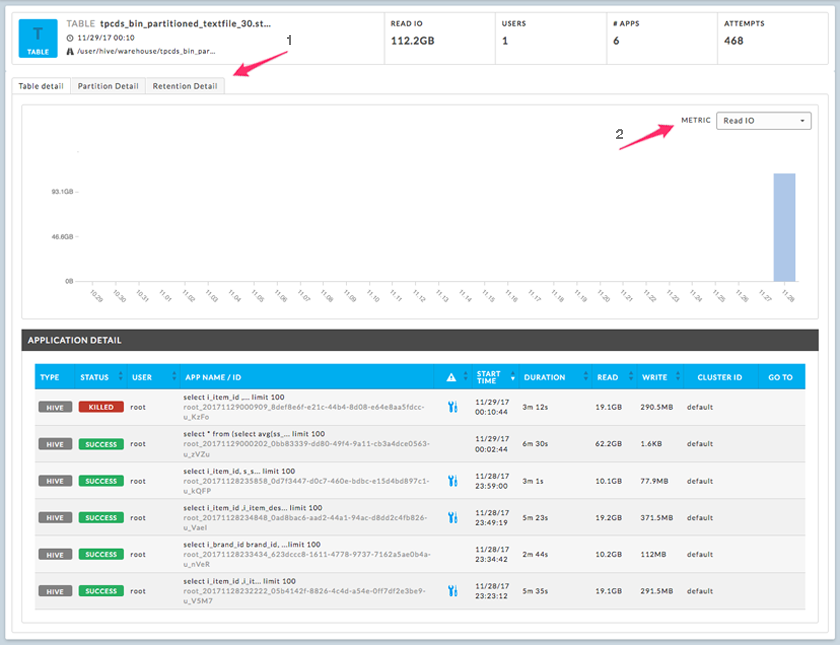 T
TABLE
TABLE tpcds_bin_partitioned_textfile_30.st...
11/29/17 00:10
/user/hive/warehouse/tpcds_bin_par...
READ IO
112.2GB
USERS
1
# APPS
6
ATTEMPTS
468
1
Table detail Partition Detail Retention Detail
2
METRIC Read IO
93.1GB
46.6GB
0B
10.29 10.30 10.31 11.01 11.02 11.03 11.04 11.05 11.06 11.07 11.08 11.09 11.10 11.11 11.12 11.13 11.14 11.15 11.16 11.17 11.18 11.19 11.20 11.21 11.22 11.23 11.24 11.25 11.26 11.27 11.28
APPLICATION DETAIL
TYPE STATUS USER APP NAME / ID START TIME DURATION READ WRITE CLUSTER ID GO TO
select i_item_id ,... limit 100
HIVE KILLED root root_20171129000909_8def8e6f-e21c-44b4-8d08-e64e8aa5fdcc-u_KzFo 11/29/17 00:10:44 3m 12s 19.1GB 290.5MB default
select * from (select avg(ss_... limit 100
HIVE SUCCESS root root_20171129000202_0bb83339-dd80-49f4-9a11-cb3a4dce0563-u_zVZu 11/29/17 00:02:44 6m 30s 62.2GB 1.6KB default
select i_item_id, s_s... limit 100
HIVE SUCCESS root root_20171128235858_0d7f3447-d0c7-460e-bdbc-e15d4bd897c1-u_kQFP 11/28/17 23:59:00 3m 1s 10.1GB 77.9MB default
select i_item_id ,i_item_des... limit 100
HIVE SUCCESS root root_20171128234848_0ad8bac6-aad2-44a1-94ac-d8dd2c4fb826-u_Vael 11/28/17 23:49:19 5m 23s 19.2GB 371.5MB default
select i_brand_id brand_id, ...limit 100
HIVE SUCCESS root root_20171128233434_623dccc8-1611-4778-9737-7162a5ae0b4a-u_nVeR 11/28/17 23:34:42 2m 44s 10.2GB 112MB default
select i_item_id ,i_it... limit 100
HIVE SUCCESS root root_20171128232222_05b4142f-8826-4c4d-a54e-0ff7df2e3be9-u_V5M7 11/28/17 23:23:12 5m 35s 19.1GB 291.5MB default